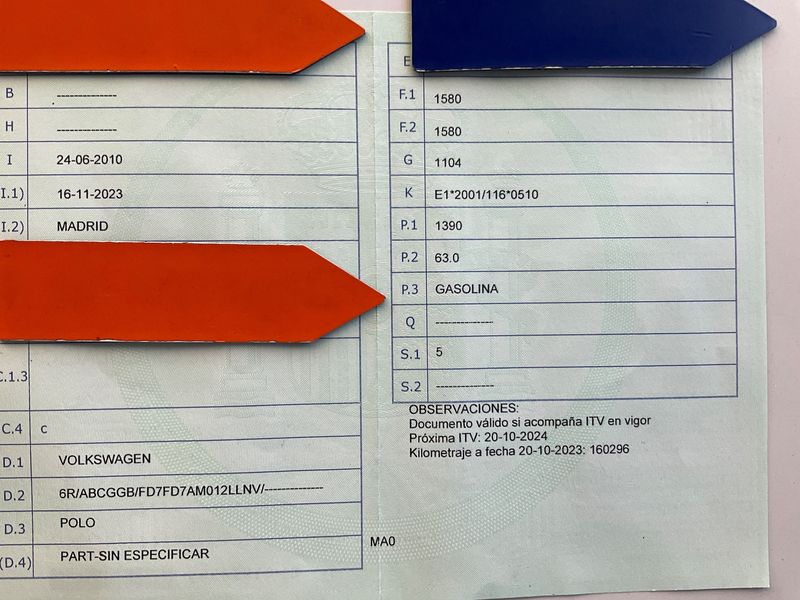 B --------------
H --------------
I 24-06-2010
(I.1) 16-11-2023
(I.2) MADRID
C.1.3
C.4 c
D.1 VOLKSWAGEN
D.2 6R/ABCGGB/FD7FD7AM012LLNV/--------------
D.3 POLO
(D.4) PART-SIN ESPECIFICAR
E
F.1 1580
F.2 1580
G 1104
K E1*2001/116*0510
P.1 1390
P.2 63.0
P.3 GASOLINA
Q --------------
S.1 5
S.2 --------------
OBSERVACIONES:
Documento válido si acompaña ITV en vigor
Próxima ITV: 20-10-2024
Kilometraje a fecha 20-10-2023: 160296
MA0